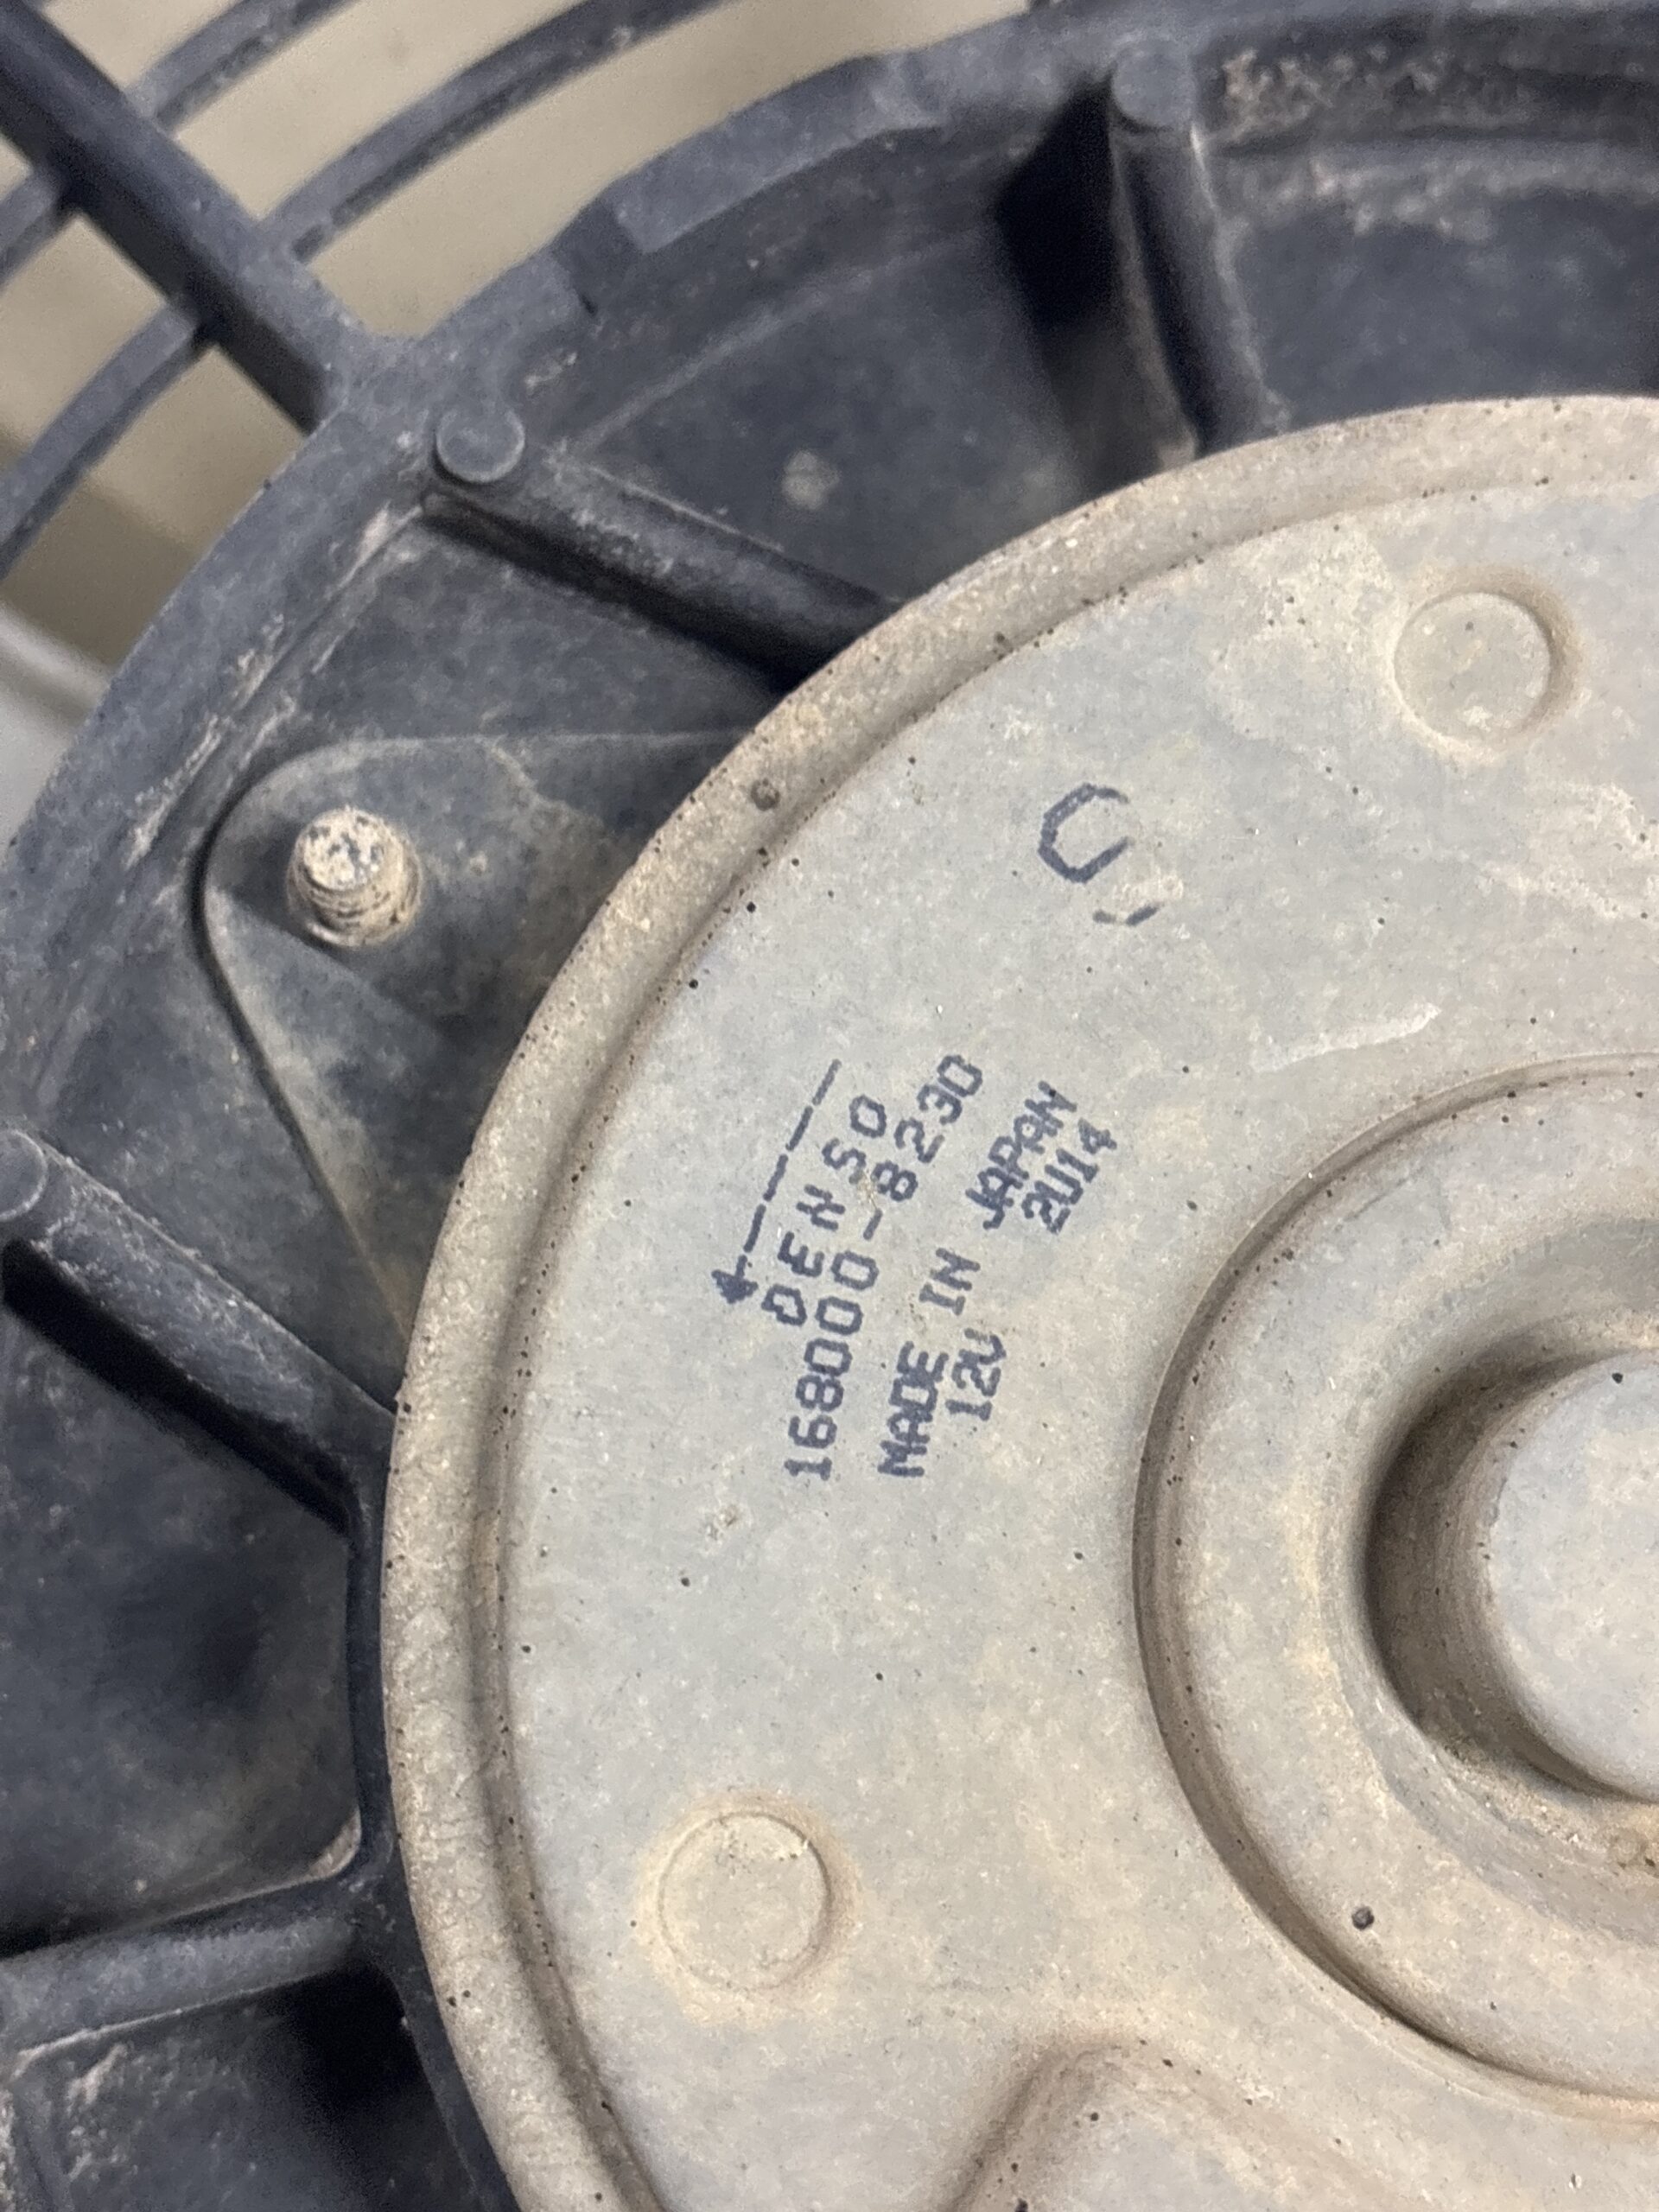 DENSO
168000-8230
MADE IN JAPAN
12V 2U14